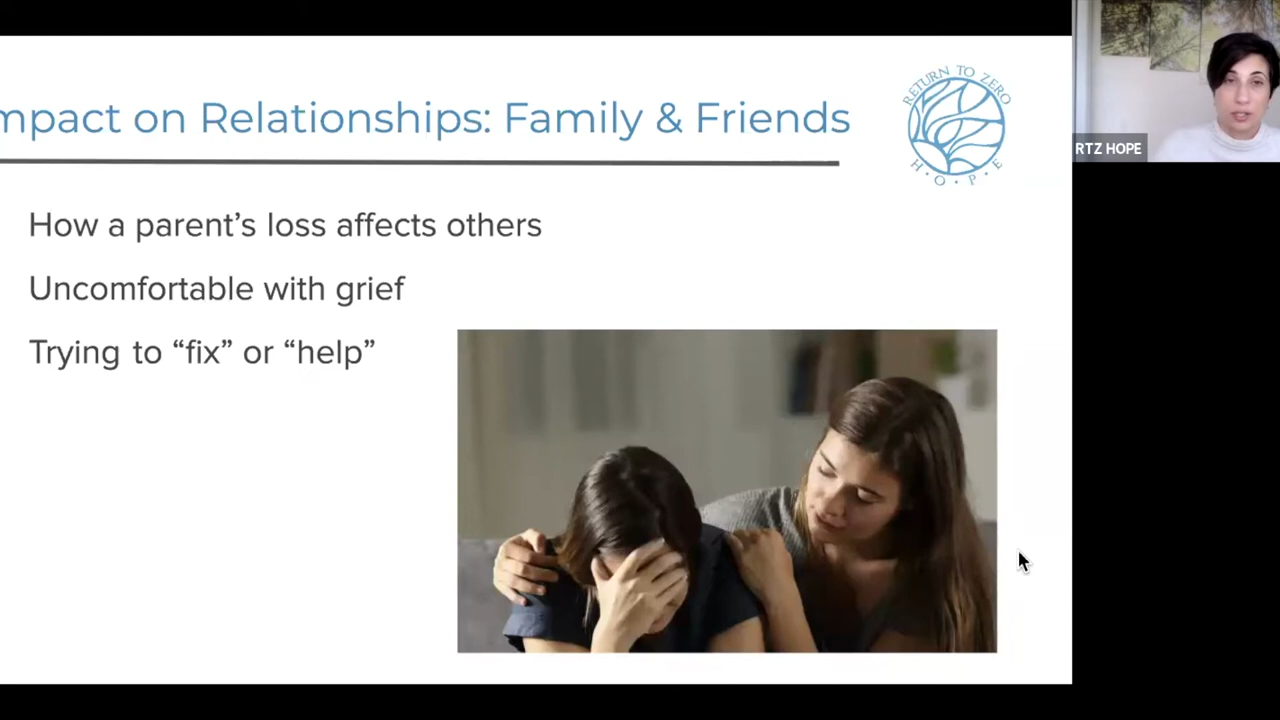 mpact on Relationships: Family & Friends
RETURN TO ZERO
H·O·P·E
RTZ HOPE
How a parent’s loss affects others
Uncomfortable with grief
Trying to “fix” or “help”